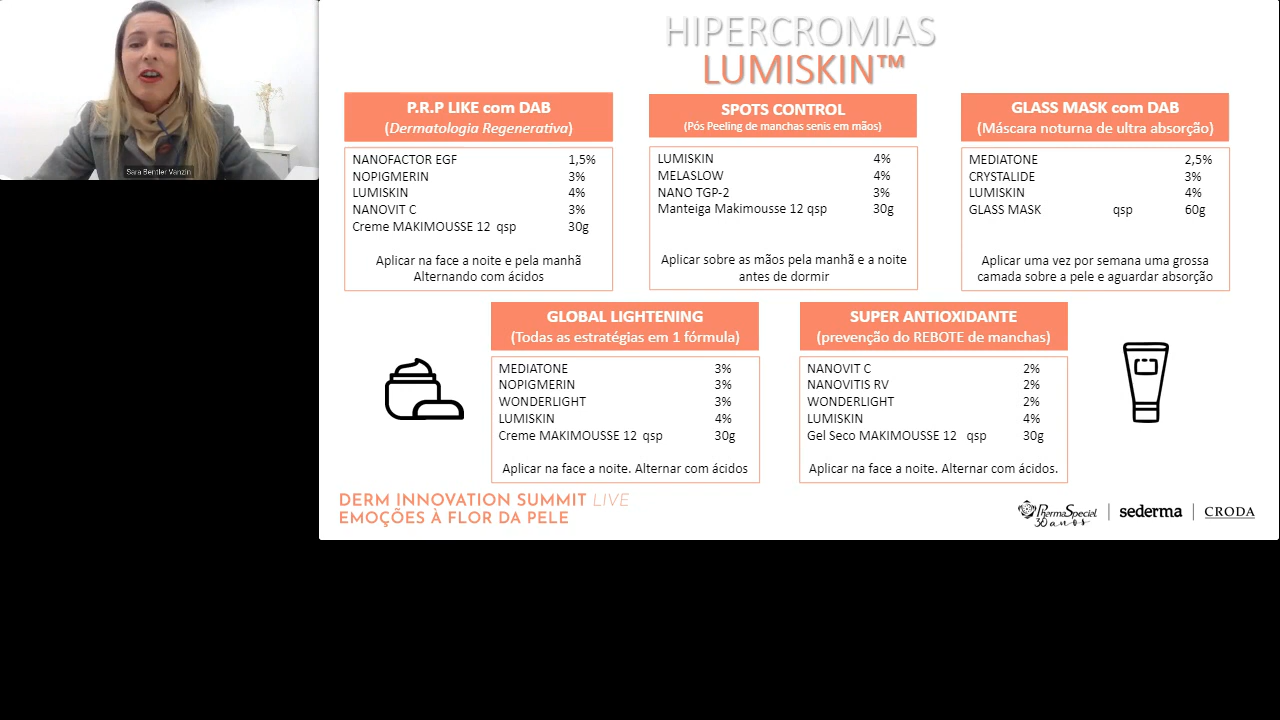 Sara Bentler Vanzin
HIPERCROMIAS
LUMISKIN™
P.R.P LIKE com DAB
(Dermatologia Regenerativa)
NANOFACTOR EGF 1,5%
NOPIGMERIN 3%
LUMISKIN 4%
NANOVIT C 3%
Creme MAKIMOUSSE 12 qsp 30g
Aplicar na face a noite e pela manhã
Alternando com ácidos
SPOTS CONTROL
(Pós Peeling de manchas senis em mãos)
LUMISKIN 4%
MELASLOW 4%
NANO TGP-2 3%
Manteiga Makimousse 12 qsp 30g
Aplicar sobre as mãos pela manhã e a noite
antes de dormir
GLASS MASK com DAB
(Máscara noturna de ultra absorção)
MEDIATONE 2,5%
CRYSTALIDE 3%
LUMISKIN 4%
GLASS MASK qsp 60g
Aplicar uma vez por semana uma grossa
camada sobre a pele e aguardar absorção
GLOBAL LIGHTENING
(Todas as estratégias em 1 fórmula)
MEDIATONE 3%
NOPIGMERIN 3%
WONDERLIGHT 3%
LUMISKIN 4%
Creme MAKIMOUSSE 12 qsp 30g
Aplicar na face a noite. Alternar com ácidos
SUPER ANTIOXIDANTE
(prevenção do REBOTE de manchas)
NANOVIT C 2%
NANOVITIS RV 2%
WONDERLIGHT 2%
LUMISKIN 4%
Gel Seco MAKIMOUSSE 12 qsp 30g
Aplicar na face a noite. Alternar com ácidos.
DERM INNOVATION SUMMIT LIVE
EMOÇÕES À FLOR DA PELE
PharmaSpecial
30 anos
sederma
CRODA